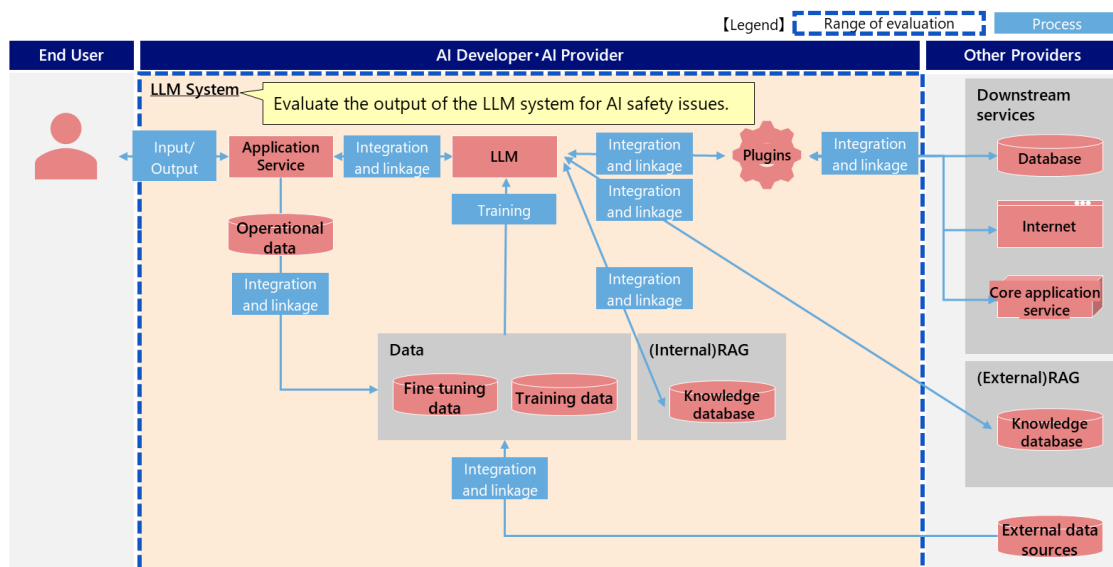 【Legend】
Range of evaluation
Process
End User
AI Developer・AI Provider
Other Providers
LLM System
Evaluate the output of the LLM system for AI safety issues.
Downstream
services
Input/
Output
Application
Service
Integration
and linkage
LLM
Integration
and linkage
Plugins
Integration
and linkage
Database
Integration
and linkage
Training
Operational
data
Internet
Integration
and linkage
Integration
and linkage
Core application
service
Data
(Internal)RAG
(External)RAG
Fine tuning
data
Training data
Knowledge
database
Knowledge
database
Integration
and linkage
External data
sources